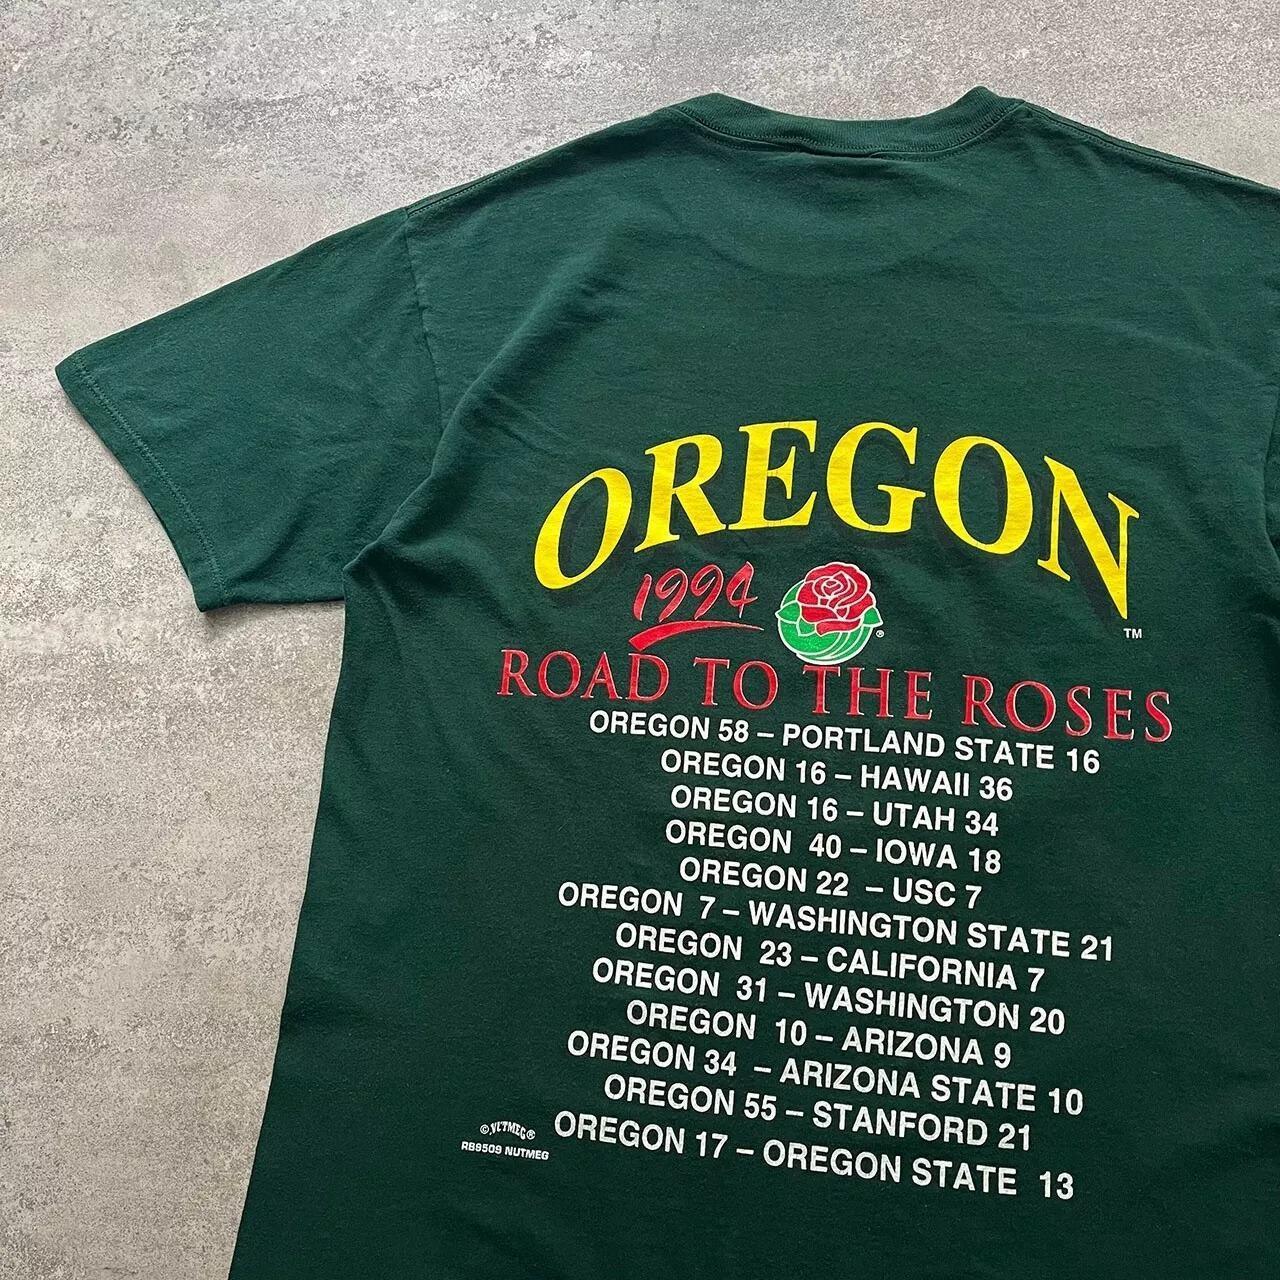 OREGON
™
1994
®
ROAD TO THE ROSES
OREGON 58 – PORTLAND STATE 16
OREGON 16 – HAWAII 36
OREGON 16 – UTAH 34
OREGON 40 – IOWA 18
OREGON 22 – USC 7
OREGON 7 – WASHINGTON STATE 21
OREGON 23 – CALIFORNIA 7
OREGON 31 – WASHINGTON 20
OREGON 10 – ARIZONA 9
OREGON 34 – ARIZONA STATE 10
OREGON 55 – STANFORD 21
OREGON 17 – OREGON STATE 13
© NUTMEG ®
RB9509 NUTMEG